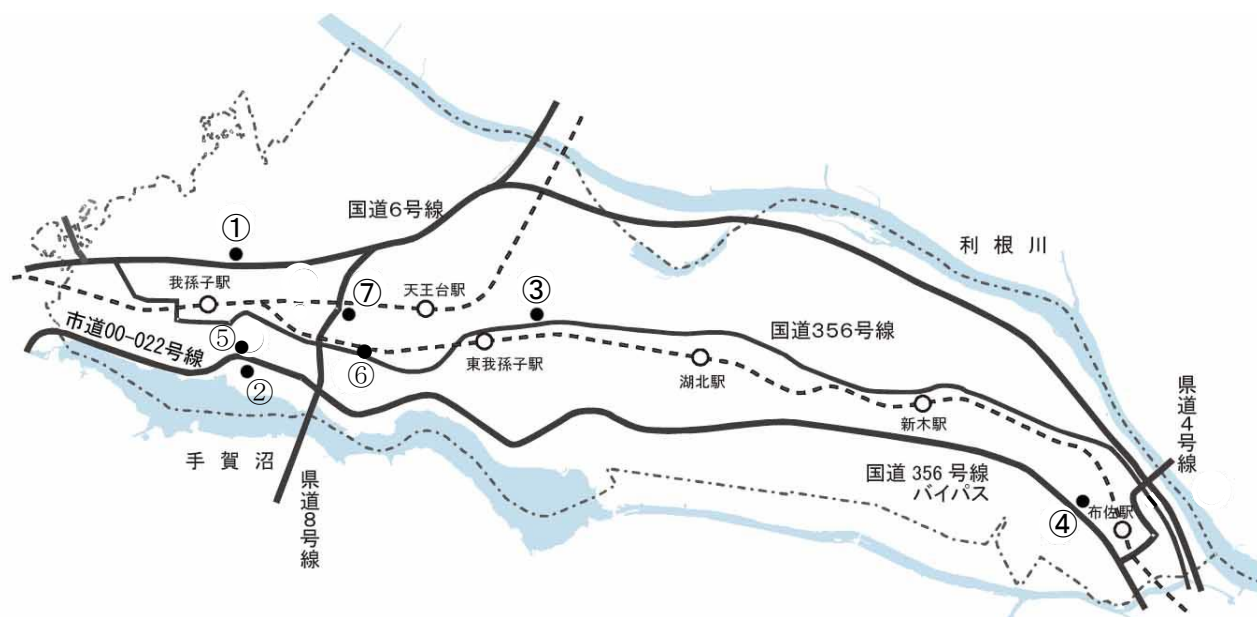 国道6号線
①
利根川
我孫子駅
⑦
天王台駅
③
市道00-022号線
⑤
②
⑥
東我孫子駅
国道356号線
湖北駅
新木駅
県道4号線
手賀沼
県道8号線
国道356号線
バイパス
④
布佐駅